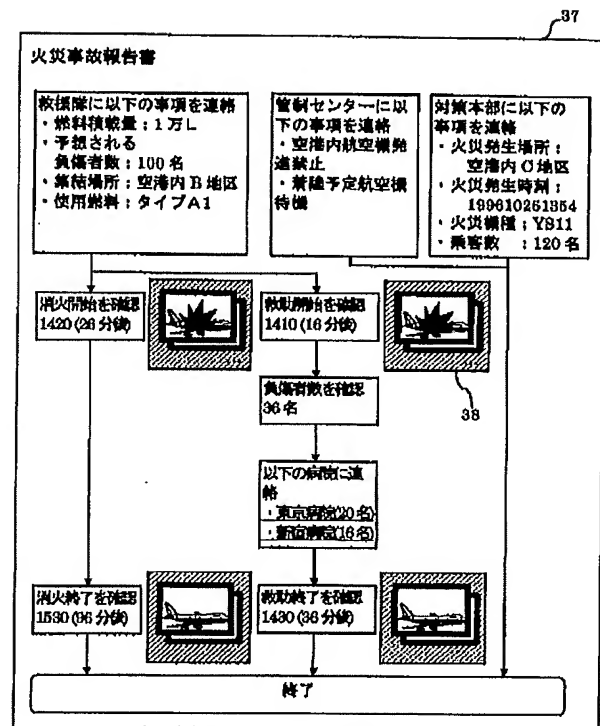 37
火災事故報告書
救援隊に以下の事項を連絡
・燃料積載量：1万L
・予想される
負傷者数：100名
・集結場所：空港内B地区
・使用燃料：タイプA1
管制センターに以
下の事項を連絡
・空港内航空機発
進禁止
・着陸予定航空機
待機
対策本部に以下の
事項を連絡
・火災発生場所：
空港内C地区
・火災発生時刻：
199610251354
・火災機種：YS11
・乗客数：120名
消火開始を確認
1420(26分後)
救助開始を確認
1410(16分後)
38
負傷者数を確認
36名
以下の病院に連
絡
・東京病院(20名)
・新宿病院(16名)
消火終了を確認
1530(96分後)
救助終了を確認
1430(36分後)
終了